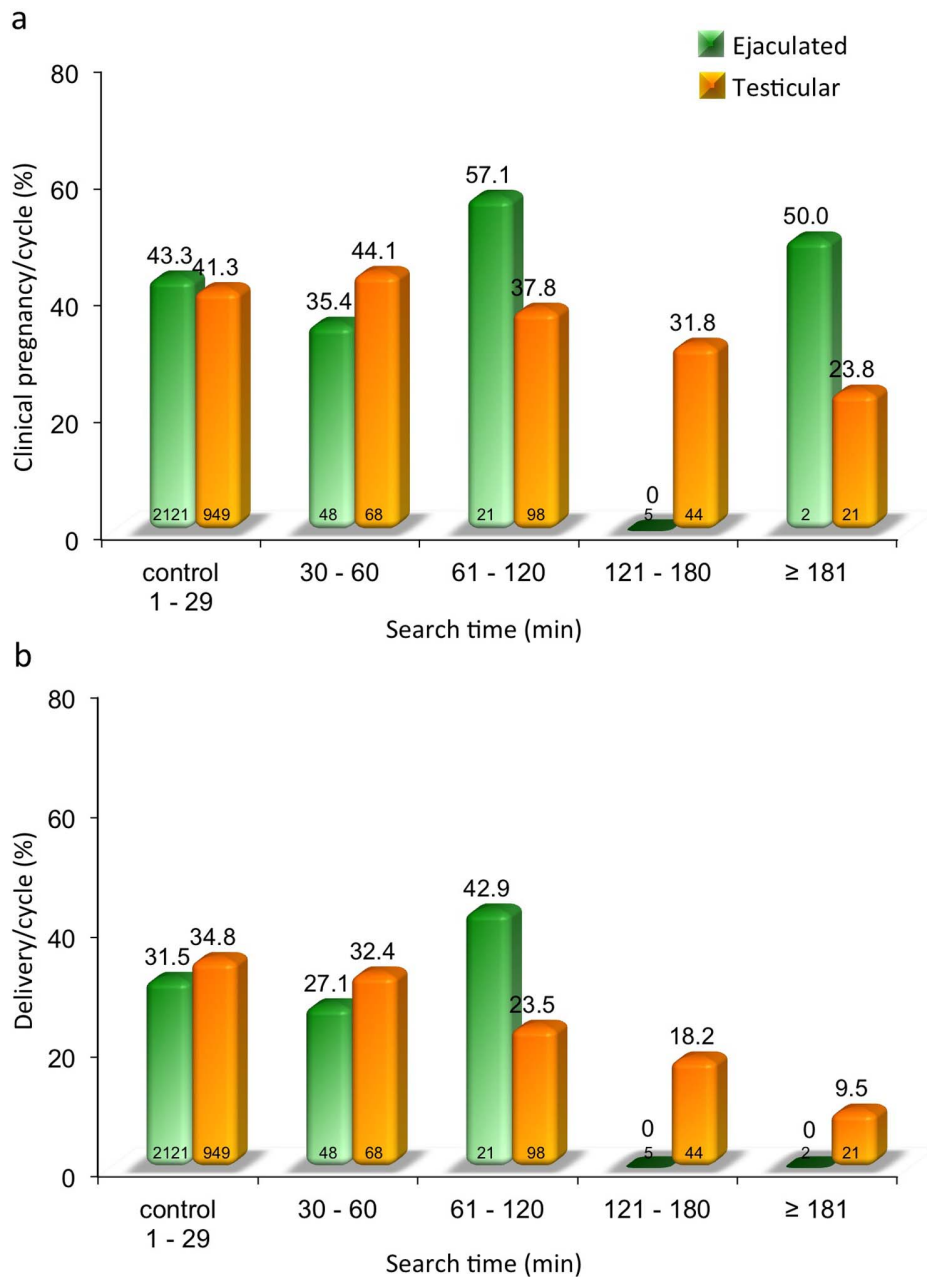 a
Ejaculated
Testicular
Clinical pregnancy/cycle (%)
80
60
40
20
0
43.3
41.3
35.4
44.1
57.1
37.8
0
31.8
50.0
23.8
2121
949
48
68
21
98
5
44
2
21
control
1 - 29
30 - 60
61 - 120
121 - 180
≥ 181
Search time (min)
b
Delivery/cycle (%)
80
60
40
20
0
31.5
34.8
27.1
32.4
42.9
23.5
0
18.2
0
9.5
2121
949
48
68
21
98
5
44
2
21
control
1 - 29
30 - 60
61 - 120
121 - 180
≥ 181
Search time (min)